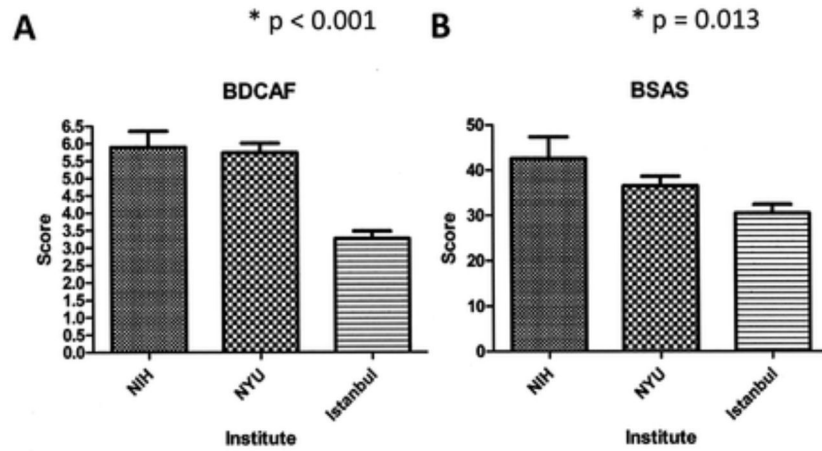 A
* p < 0.001
BDCAF
Score
6.5
6.0
5.5
5.0
4.5
4.0
3.5
3.0
2.5
2.0
1.5
1.0
0.5
0.0
NIH
NYU
Istanbul
Institute
B
* p = 0.013
BSAS
Score
50
40
30
20
10
0
NIH
NYU
Istanbul
Institute